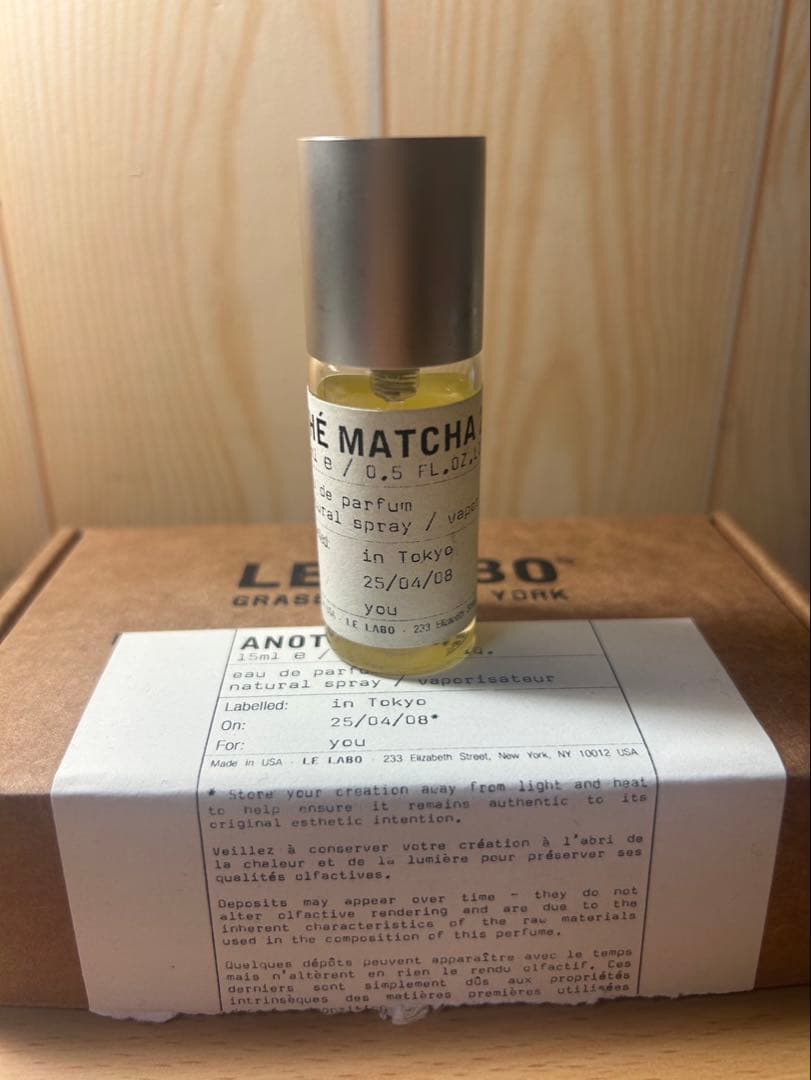 HÉ MATCHA
e / 0.5 FL.OZ.
de parfum
ral spray / vapo
in Tokyo
25/04/08
you
LE LABO · 233 Elizabeth
LE BO
GRASS YORK
ANOT
15ml e /
eau de parfu
natural spray / vaporisateur
Labelled: in Tokyo
On: 25/04/08*
For: you
Made in USA · LE LABO · 233 Elizabeth Street, New York, NY 10012 USA
* Store your creation away from light and heat
to help ensure it remains authentic to its
original esthetic intention.
Veillez à conserver votre création à l'abri de
la chaleur et de la lumière pour préserver ses
qualités olfactives.
Deposits may appear over time - they do not
alter olfactive rendering and are due to the
inherent characteristics of the raw materials
used in the composition of this perfume.
Quelques dépôts peuvent apparaître avec le temps
mais n'altèrent en rien le rendu olfactif. Ces
derniers sont simplement dûs aux propriétés
intrinsèques des matières premières utilisées